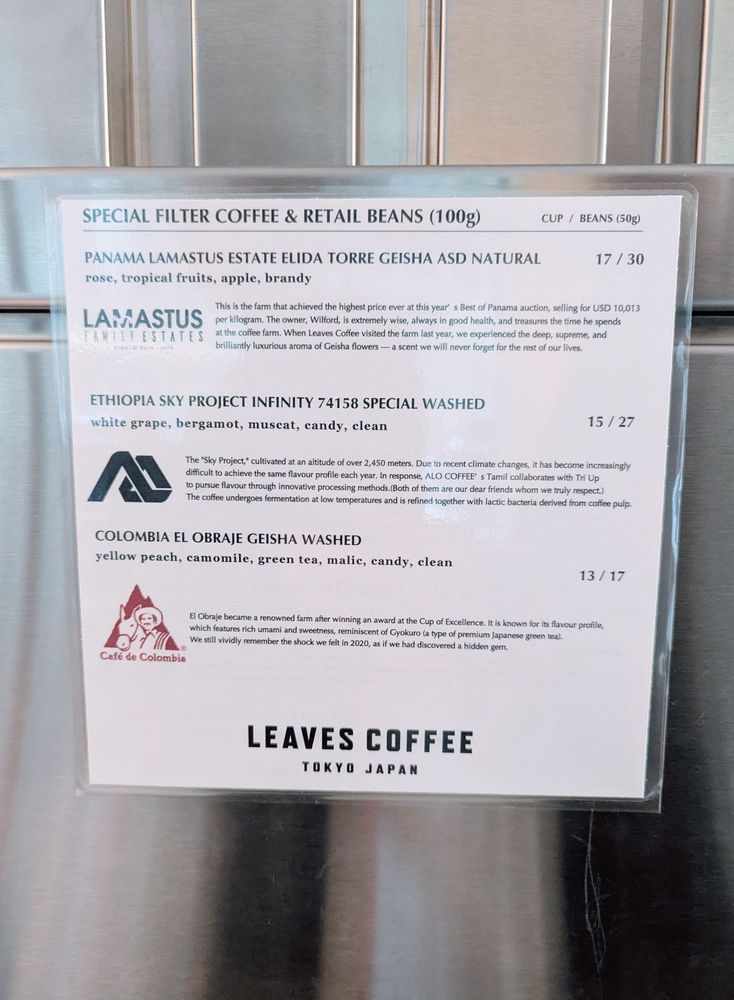 SPECIAL FILTER COFFEE & RETAIL BEANS (100g)
CUP / BEANS (50g)
PANAMA LAMASTUS ESTATE ELIDA TORRE GEISHA ASD NATURAL
17 / 30
rose, tropical fruits, apple, brandy
LAMASTUS
FAMILY ESTATES
This is the farm that achieved the highest price ever at this year' s Best of Panama auction, selling for USD 10,013
per kilogram. The owner, Wilford, is extremely wise, always in good health, and treasures the time he spends
at the coffee farm. When Leaves Coffee visited the farm last year, we experienced the deep, supreme, and
brilliantly luxurious aroma of Geisha flowers — a scent we will never forget for the rest of our lives.
ETHIOPIA SKY PROJECT INFINITY 74158 SPECIAL WASHED
white grape, bergamot, muscat, candy, clean
15 / 27
The "Sky Project," cultivated at an altitude of over 2,450 meters. Due to recent climate changes, it has become increasingly
difficult to achieve the same flavour profile each year. In response, ALO COFFEE' s Tamil collaborates with Tri Up
to pursue flavour through innovative processing methods.(Both of them are our dear friends whom we truly respect.)
The coffee undergoes fermentation at low temperatures and is refined together with lactic bacteria derived from coffee pulp.
COLOMBIA EL OBRAJE GEISHA WASHED
yellow peach, camomile, green tea, malic, candy, clean
13 / 17
Café de Colombia
El Obraje became a renowned farm after winning an award at the Cup of Excellence. It is known for its flavour profile,
which features rich umami and sweetness, reminiscent of Gyokuro (a type of premium Japanese green tea).
We still vividly remember the shock we felt in 2020, as if we had discovered a hidden gem.
LEAVES COFFEE
TOKYO JAPAN